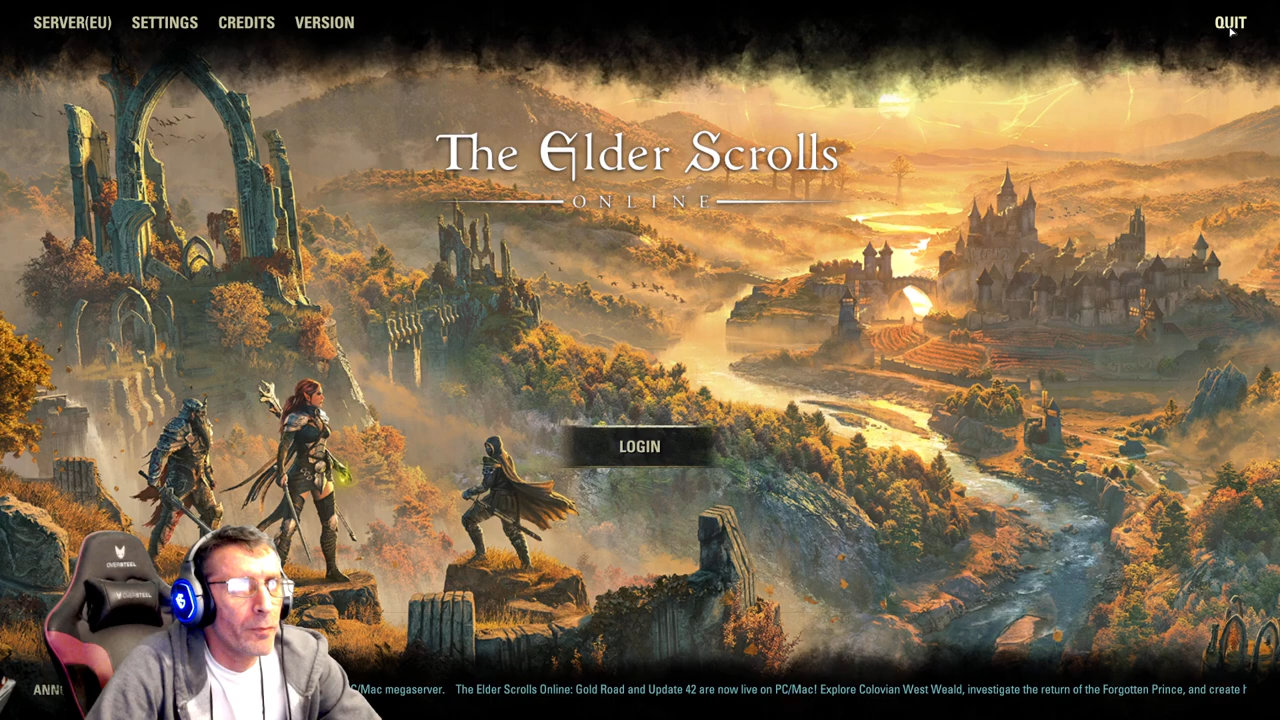 SERVER(EU) SETTINGS CREDITS VERSION QUIT
The Elder Scrolls
ONLINE
LOGIN
OVERSTEEL
OVERSTEEL
C/Mac megaserver. The Elder Scrolls Online: Gold Road and Update 42 are now live on PC/Mac! Explore Colovian West Weald, investigate the return of the Forgotten Prince, and create